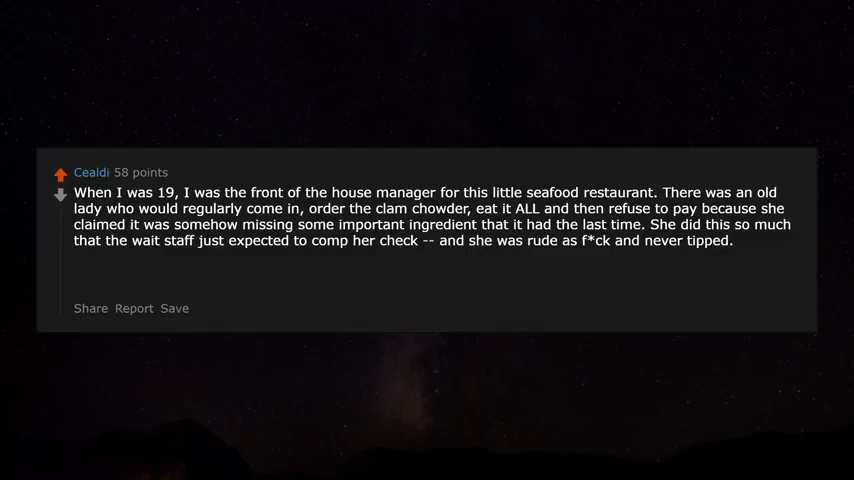 Cealdi 58 points
When I was 19, I was the front of the house manager for this little seafood restaurant. There was an old
lady who would regularly come in, order the clam chowder, eat it ALL and then refuse to pay because she
claimed it was somehow missing some important ingredient that it had the last time. She did this so much
that the wait staff just expected to comp her check -- and she was rude as f*ck and never tipped.
Share Report Save